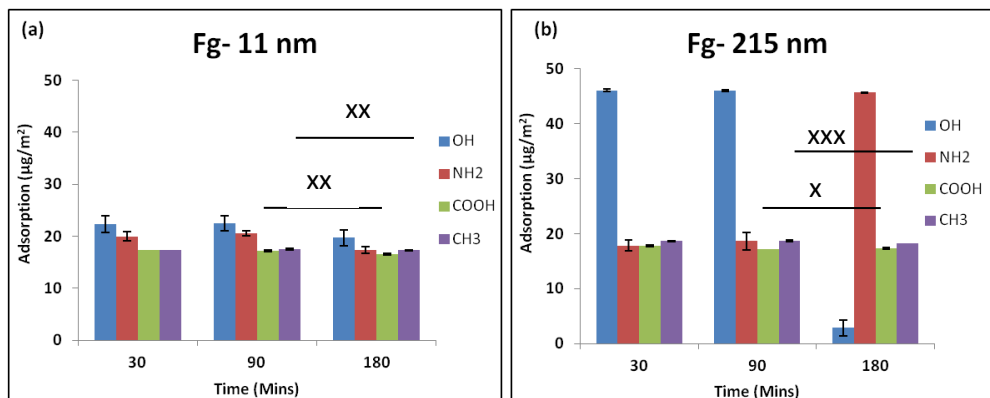 (a)
Fg- 11 nm
Adsorption (µg/m²)
50
40
30
20
10
0
XX
XX
OH
NH2
COOH
CH3
30 90 180
Time (Mins)
(b)
Fg- 215 nm
Adsorption (µg/m²)
50
40
30
20
10
0
XXX
X
OH
NH2
COOH
CH3
30 90 180
Time (Mins)